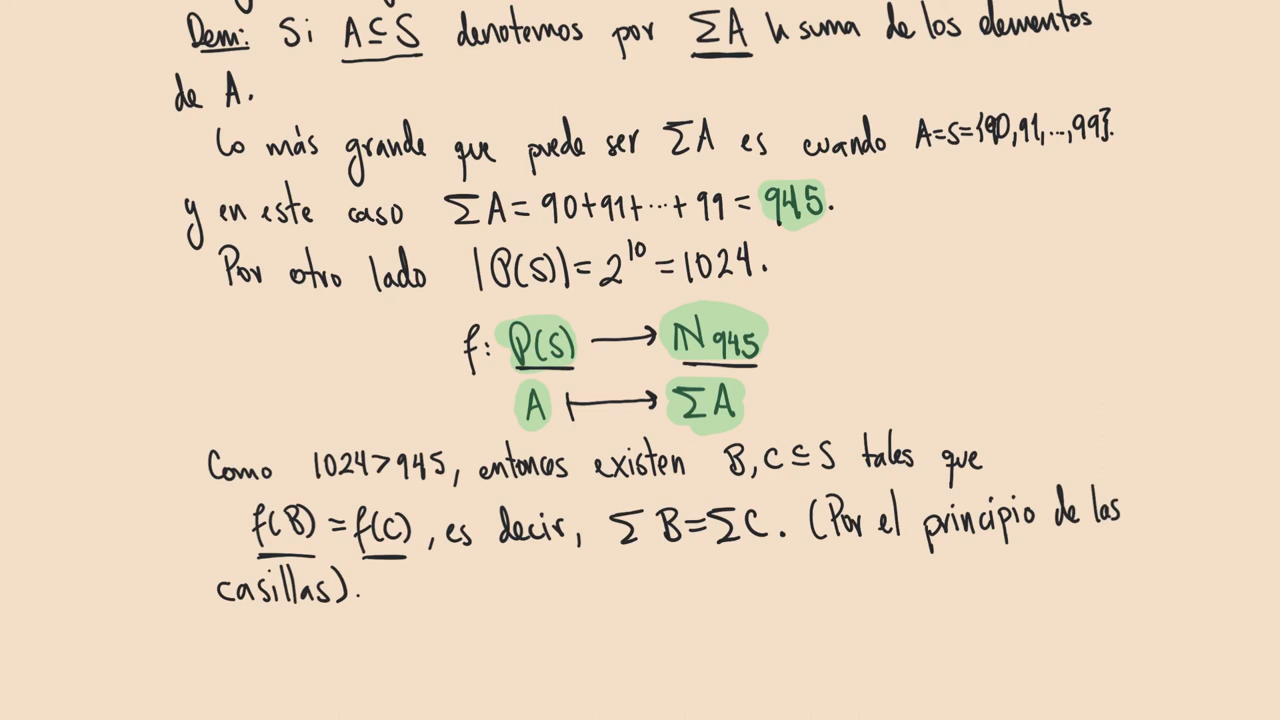 Dem: Si A⊆S denotemos por ΣA la suma de los elementos
de A.
Lo más grande que puede ser ΣA es cuando A=S={90,91,...,99}.
y en este caso ΣA = 90+91+...+99 = 945.
Por otro lado |P(S)| = 2^10 = 1024.
f: P(S) ⟶ ℕ_945
A ⟼ ΣA
Como 1024>945, entonces existen B,C⊆S tales que
f(B) = f(C), es decir, ΣB=ΣC. (Por el principio de las
casillas).